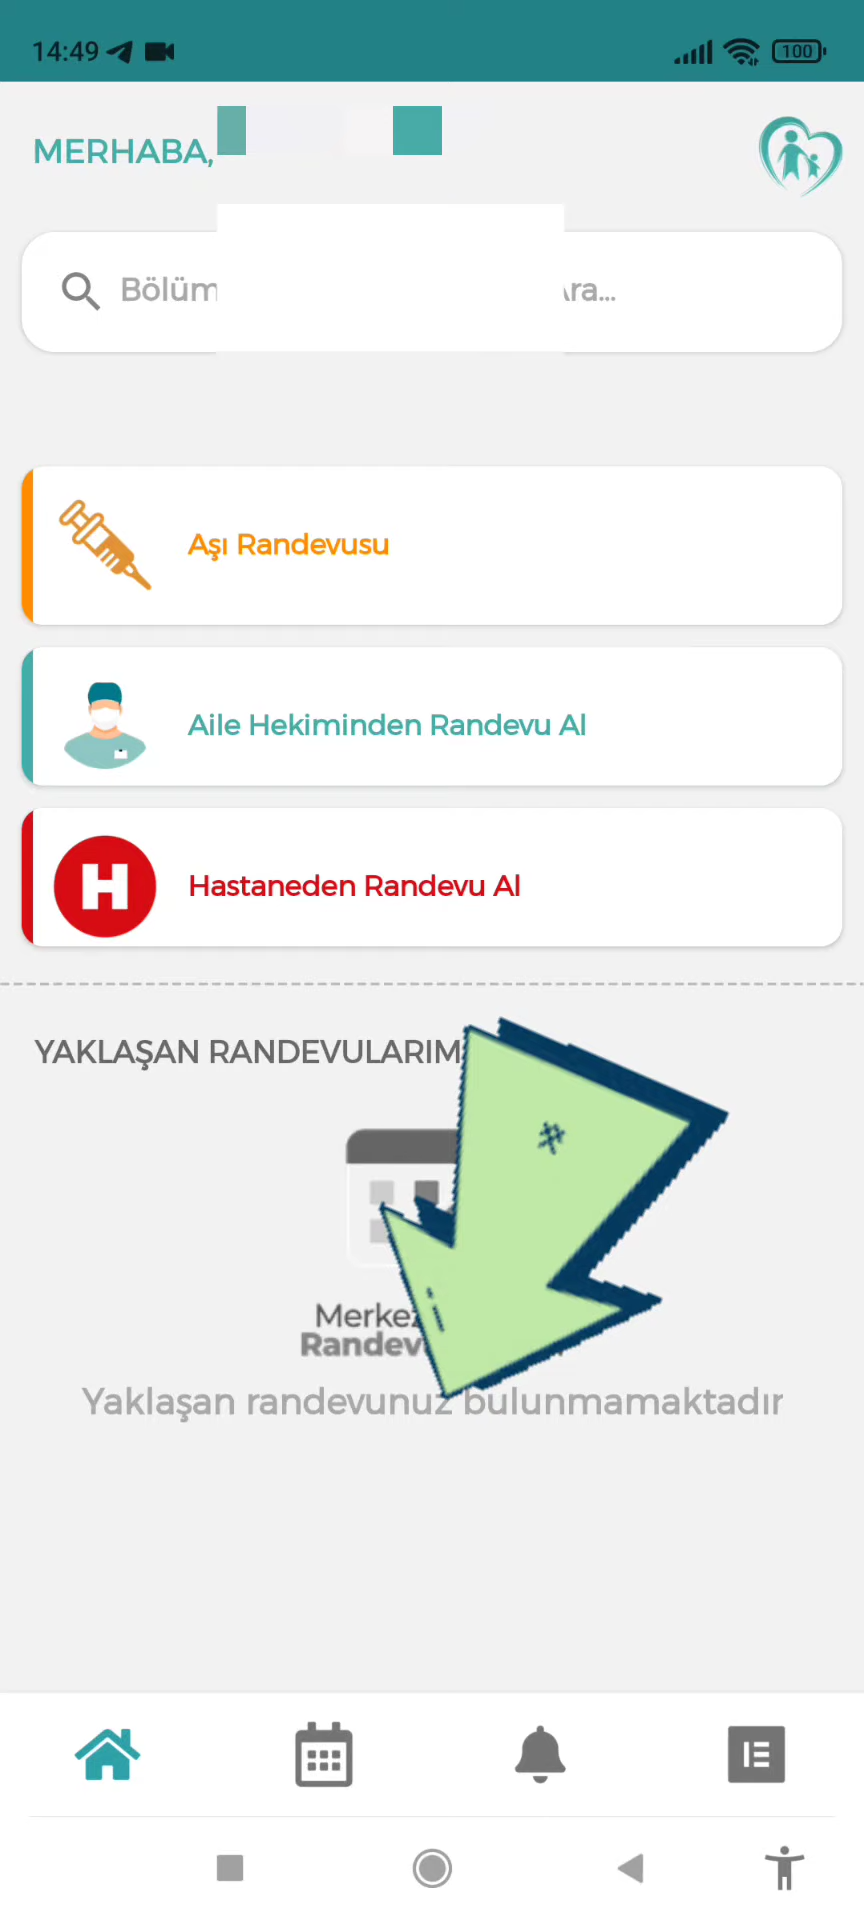 14:49
100
MERHABA,
Bölüm
ra...
Aşı Randevusu
Aile Hekiminden Randevu Al
H
Hastaneden Randevu Al
YAKLAŞAN RANDEVULARIM
Yaklaşan randevunuz bulunmamaktadır